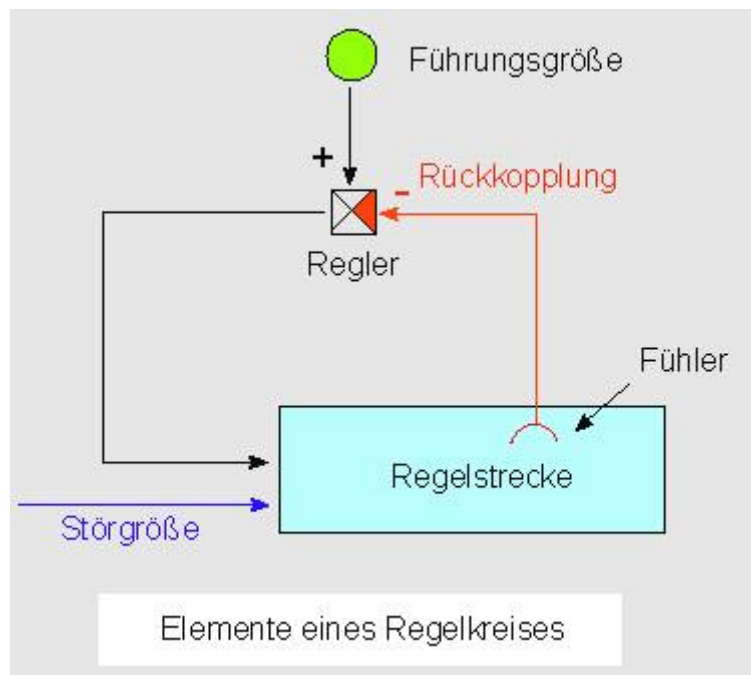 Führungsgröße
+
- Rückkopplung
Regler
Fühler
Regelstrecke
Störgröße
Elemente eines Regelkreises